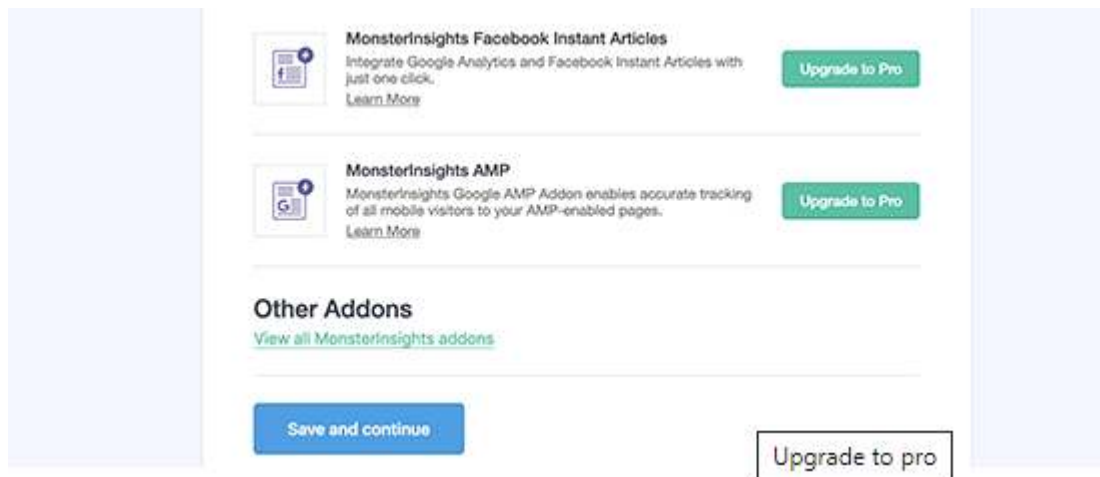 MonsterInsights Facebook Instant Articles
Integrate Google Analytics and Facebook Instant Articles with
just one click.
Learn More
Upgrade to Pro
MonsterInsights AMP
MonsterInsights Google AMP Addon enables accurate tracking
of all mobile visitors to your AMP-enabled pages.
Learn More
Upgrade to Pro
Other Addons
View all MonsterInsights addons
Save and continue
Upgrade to pro